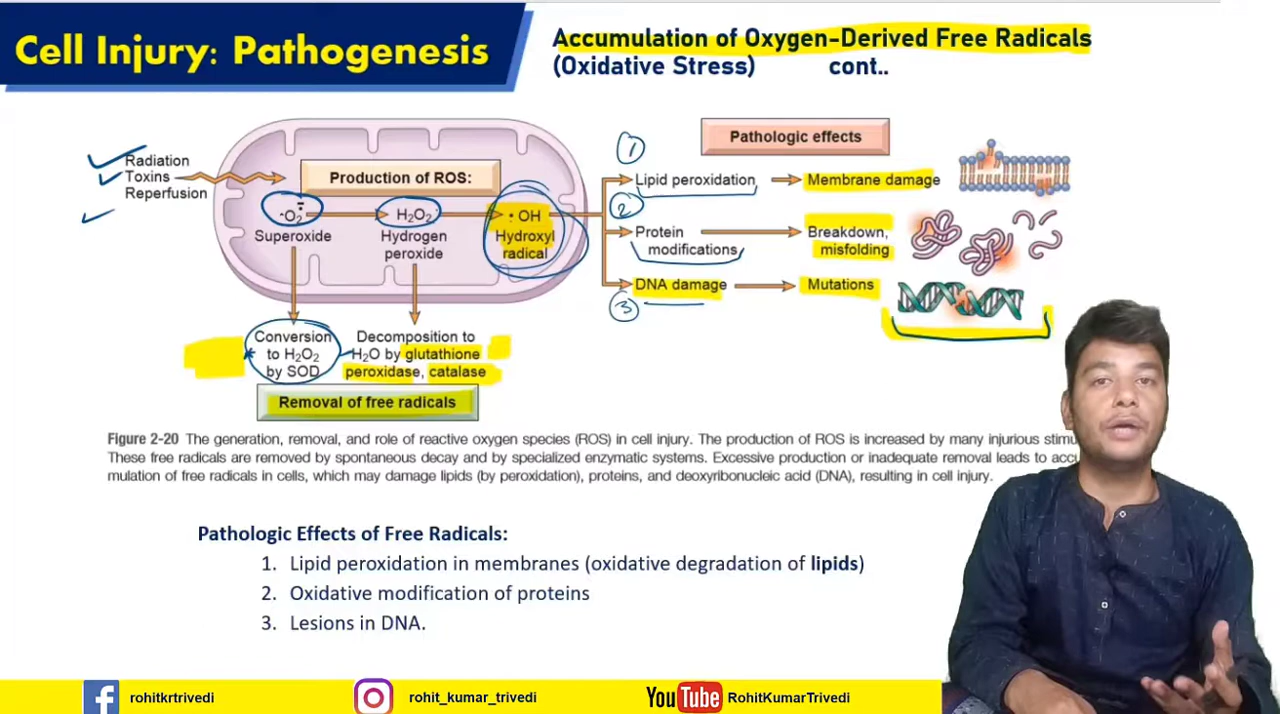 Cell Injury: Pathogenesis
Accumulation of Oxygen-Derived Free Radicals
(Oxidative Stress) cont..
Radiation
Toxins
Reperfusion
Production of ROS:
•O₂⁻
Superoxide
H₂O₂
Hydrogen
peroxide
•OH
Hydroxyl
radical
1
2
3
Pathologic effects
Lipid peroxidation
Membrane damage
Protein
modifications
Breakdown,
misfolding
DNA damage
Mutations
Conversion
to H₂O₂
by SOD
Decomposition to
H₂O by glutathione
peroxidase, catalase
Removal of free radicals
Figure 2-20 The generation, removal, and role of reactive oxygen species (ROS) in cell injury. The production of ROS is increased by many injurious
These free radicals are removed by spontaneous decay and by specialized enzymatic systems. Excessive production or inadequate removal leads to
mulation of free radicals in cells, which may damage lipids (by peroxidation), proteins, and deoxyribonucleic acid (DNA), resulting in cell injury.
Pathologic Effects of Free Radicals:
1. Lipid peroxidation in membranes (oxidative degradation of lipids)
2. Oxidative modification of proteins
3. Lesions in DNA.
rohitkrtrivedi
rohit_kumar_trivedi
YouTube RohitKumarTrivedi